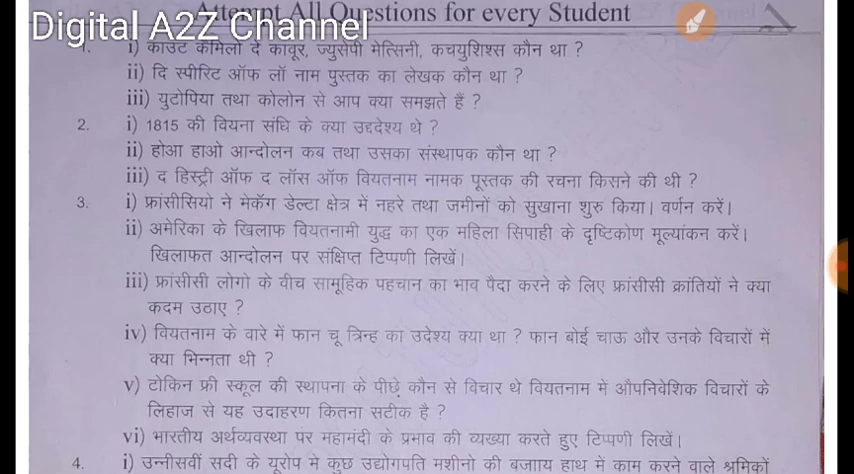 Attempt All Questions for every Student
Digital A2Z Channel
1. i) काउंट कैमिलो दे कावूर, ज्युसेपी मेत्सिनी, कचयुशिश्स कौन था ?
ii) दि स्पीरिट ऑफ लॉ नाम पुस्तक का लेखक कौन था ?
iii) युटोपिया तथा कोलोन से आप क्या समझते हैं ?
2. i) 1815 की वियना संधि के क्या उद्ददेश्य थे ?
ii) होआ हाओ आन्दोलन कब तथा उसका संस्थापक कौन था ?
iii) द हिस्ट्री ऑफ द लॉस ऑफ वियतनाम नामक पूस्तक की रचना किसने की थी ?
3. i) फ्रांसीसियो ने मेकॅग डेल्टा क्षेत्र में नहरे तथा जमीनों को सुखाना शुरु किया। वर्णन करें।
ii) अमेरिका के खिलाफ वियतनामी युद्ध का एक महिला सिपाही के दृष्टिकोण मूल्यांकन करें।
खिलाफत आन्दोलन पर संक्षिप्त टिप्पणी लिखें।
iii) फ्रांसीसी लोगो के वीच सामूहिक पहचान का भाव पैदा करने के लिए फ्रांसीसी क्रांतियों ने क्या
कदम उठाए ?
iv) वियतनाम के वारे में फान चू त्रिन्ह का उदेश्य क्या था ? फान बोई चाऊ और उनके विचारों में
क्या भिन्नता थी ?
v) टोकिन फ्री स्कूल की स्थापना के पीछे कौन से विचार थे वियतनाम में औपनिवेशिक विचारों के
लिहाज से यह उदाहरण कितना सटीक है ?
vi) भारतीय अर्थव्यवस्था पर महामंदी के प्रभाव की व्यख्या करते हुए टिप्पणी लिखें।
4. i) उन्नीसवीं सदी के यूरोप मे कुछ उद्योगपति मशीनो की बजााय हाथ में काम करने वाले श्रमिकों